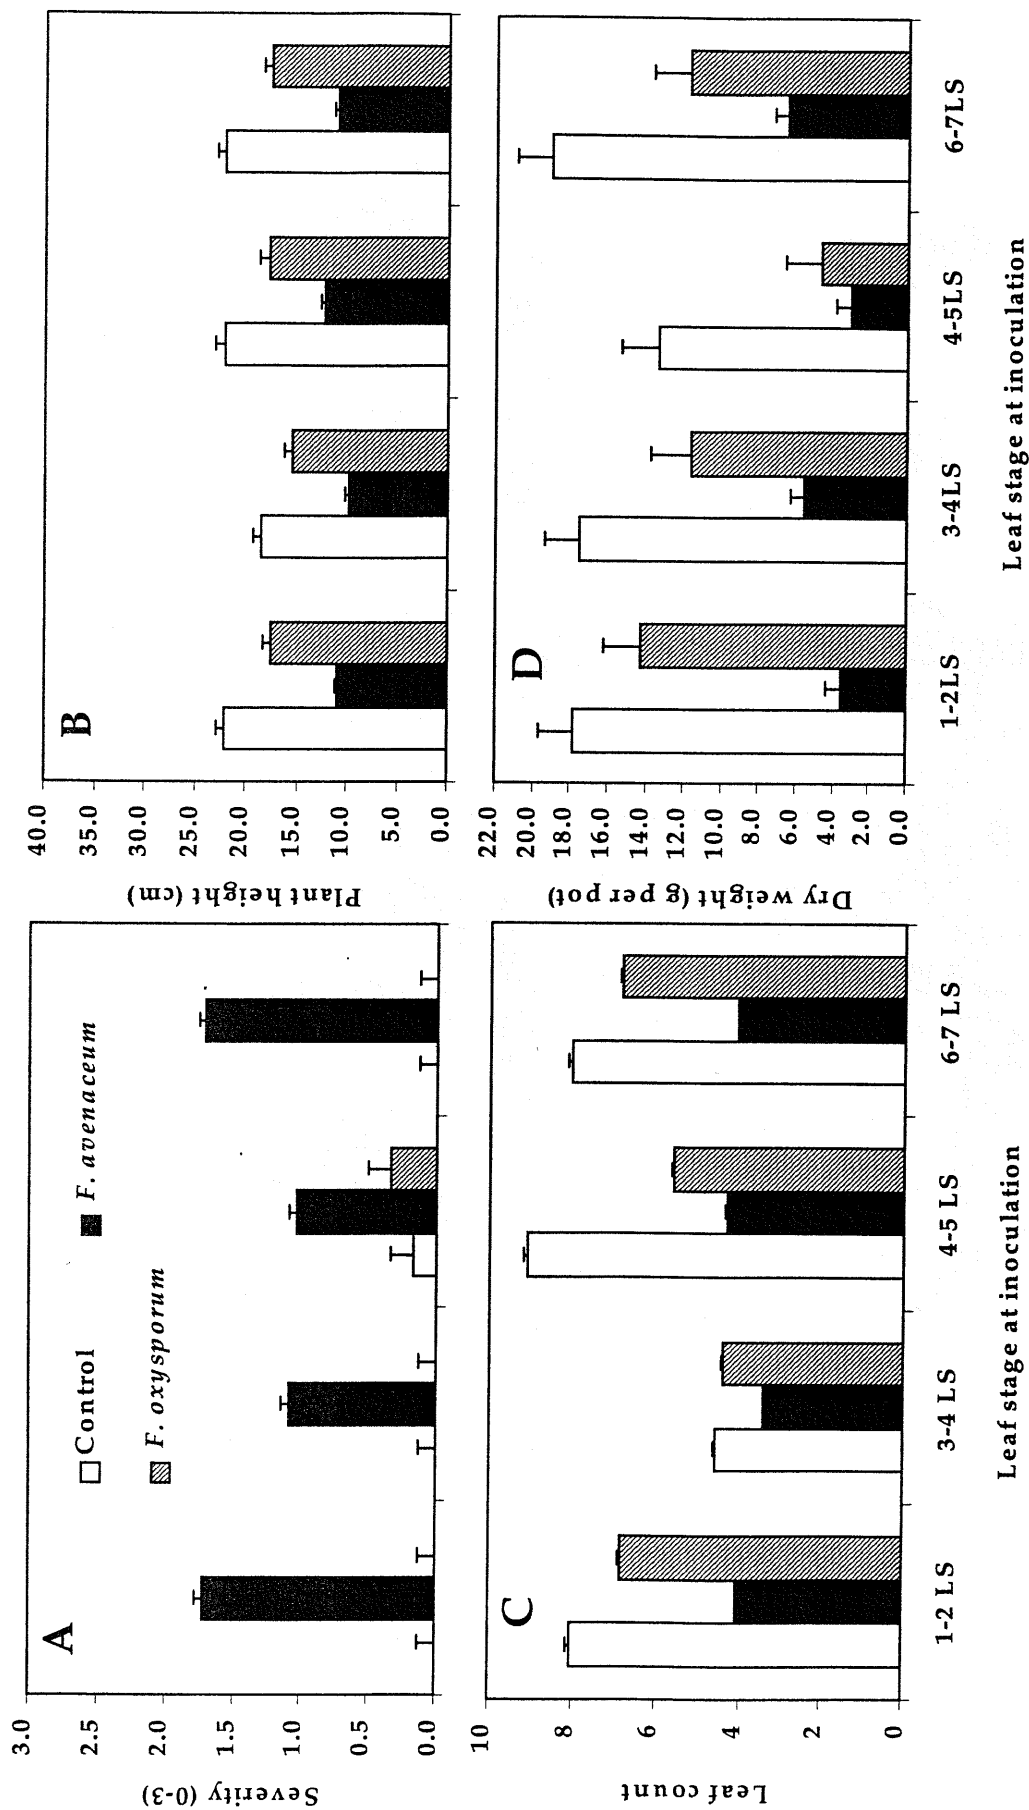 A
Control
F. avenaceum
F. oxysporum
3.0
2.5
2.0
1.5
1.0
0.5
0.0
Severity (0-3)
B
40.0
35.0
30.0
25.0
20.0
15.0
10.0
5.0
0.0
Plant height (cm)
C
10
8
6
4
2
0
Leaf count
1-2 LS
3-4 LS
4-5 LS
6-7 LS
Leaf stage at inoculation
D
22.0
20.0
18.0
16.0
14.0
12.0
10.0
8.0
6.0
4.0
2.0
0.0
Dry weight (g per pot)
1-2LS
3-4LS
4-5LS
6-7LS
Leaf stage at inoculation